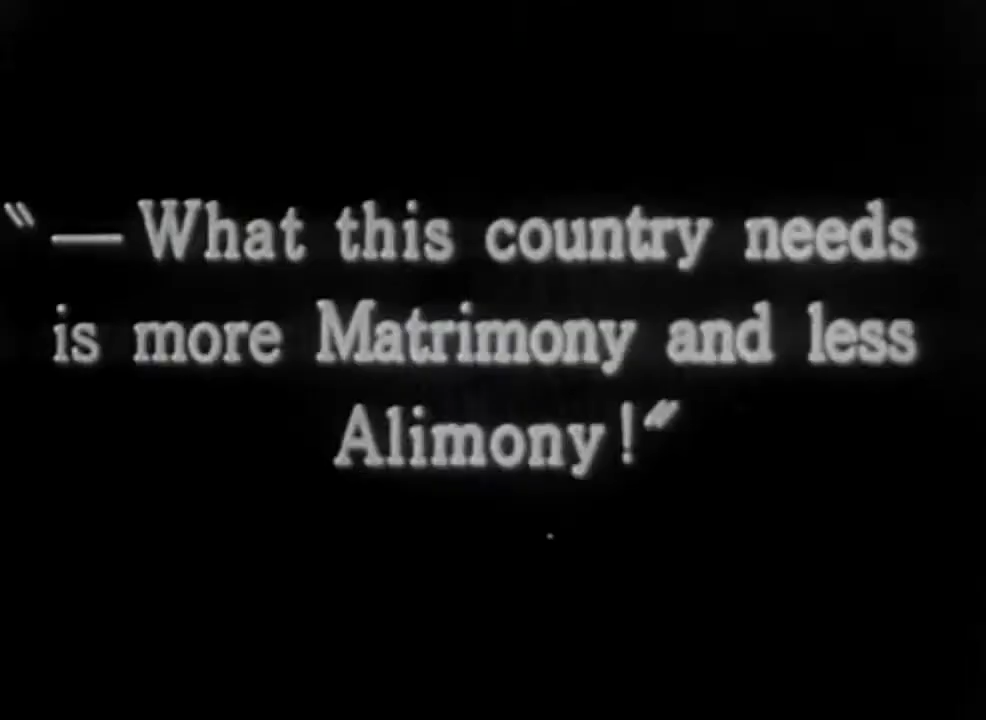 "—What this country needs
is more Matrimony and less
Alimony!"